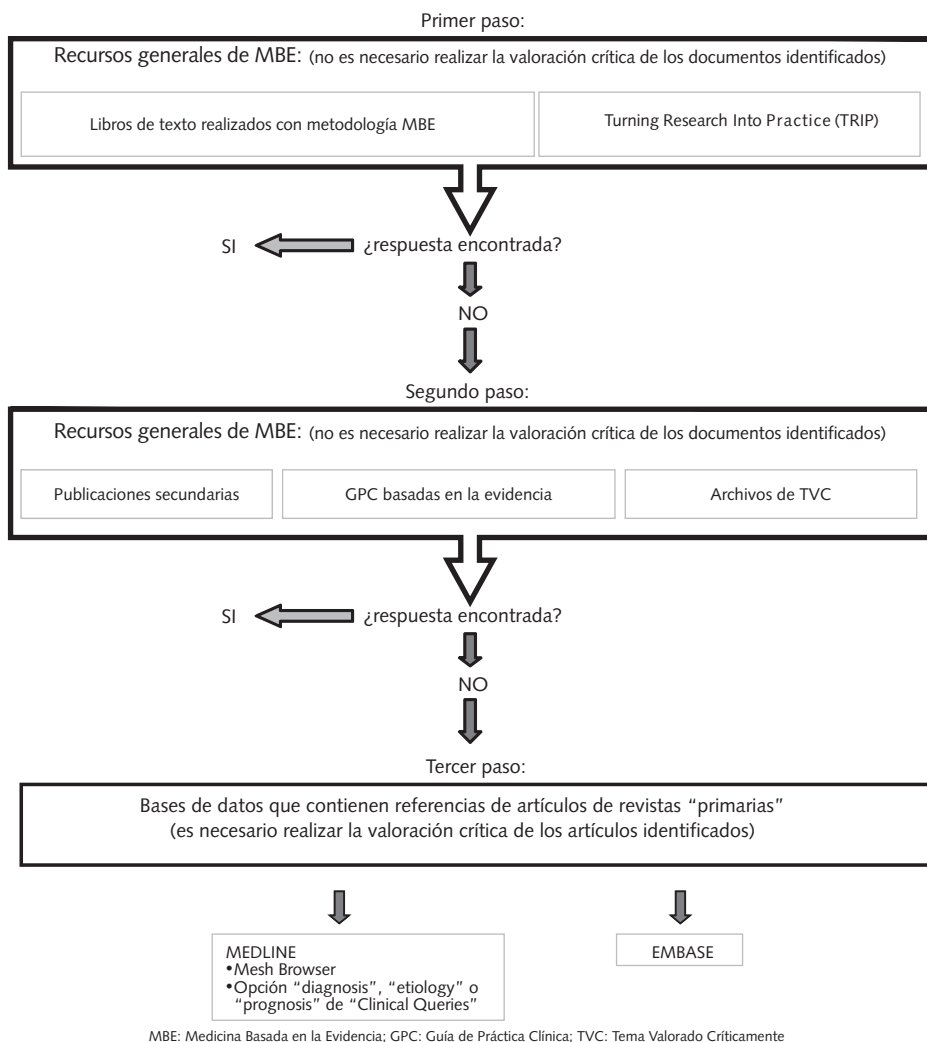 Primer paso:
Recursos generales de MBE: (no es necesario realizar la valoración crítica de los documentos identificados)
Libros de texto realizados con metodología MBE
Turning Research Into Practice (TRIP)
SI
¿respuesta encontrada?
NO
Segundo paso:
Recursos generales de MBE: (no es necesario realizar la valoración crítica de los documentos identificados)
Publicaciones secundarias
GPC basadas en la evidencia
Archivos de TVC
SI
¿respuesta encontrada?
NO
Tercer paso:
Bases de datos que contienen referencias de artículos de revistas “primarias”
(es necesario realizar la valoración crítica de los artículos identificados)
MEDLINE
•Mesh Browser
•Opción “diagnosis”, “etiology” o
“prognosis” de “Clinical Queries”
EMBASE
MBE: Medicina Basada en la Evidencia; GPC: Guía de Práctica Clínica; TVC: Tema Valorado Críticamente